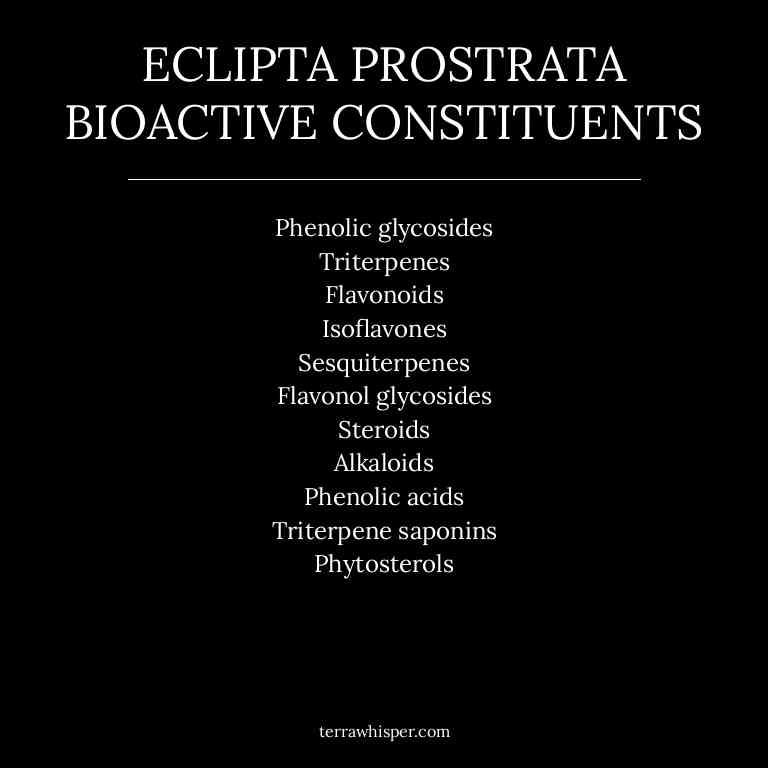 ECLIPTA PROSTRATA
BIOACTIVE CONSTITUENTS
Phenolic glycosides
Triterpenes
Flavonoids
Isoflavones
Sesquiterpenes
Flavonol glycosides
Steroids
Alkaloids
Phenolic acids
Triterpene saponins
Phytosterols
terrawhisper.com